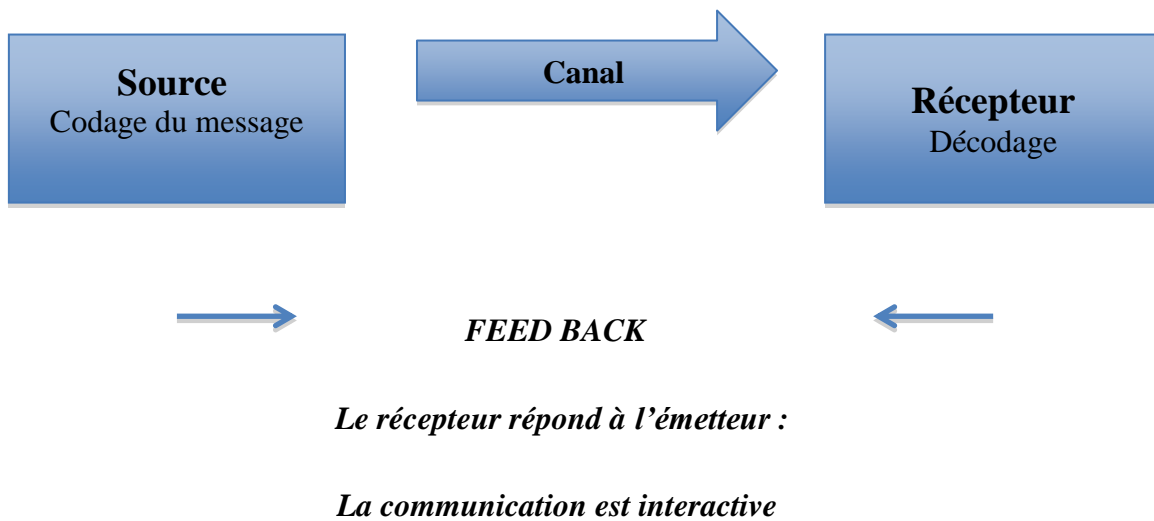 Source
Codage du message
Canal
Récepteur
Décodage
FEED BACK
Le récepteur répond à l’émetteur :
La communication est interactive